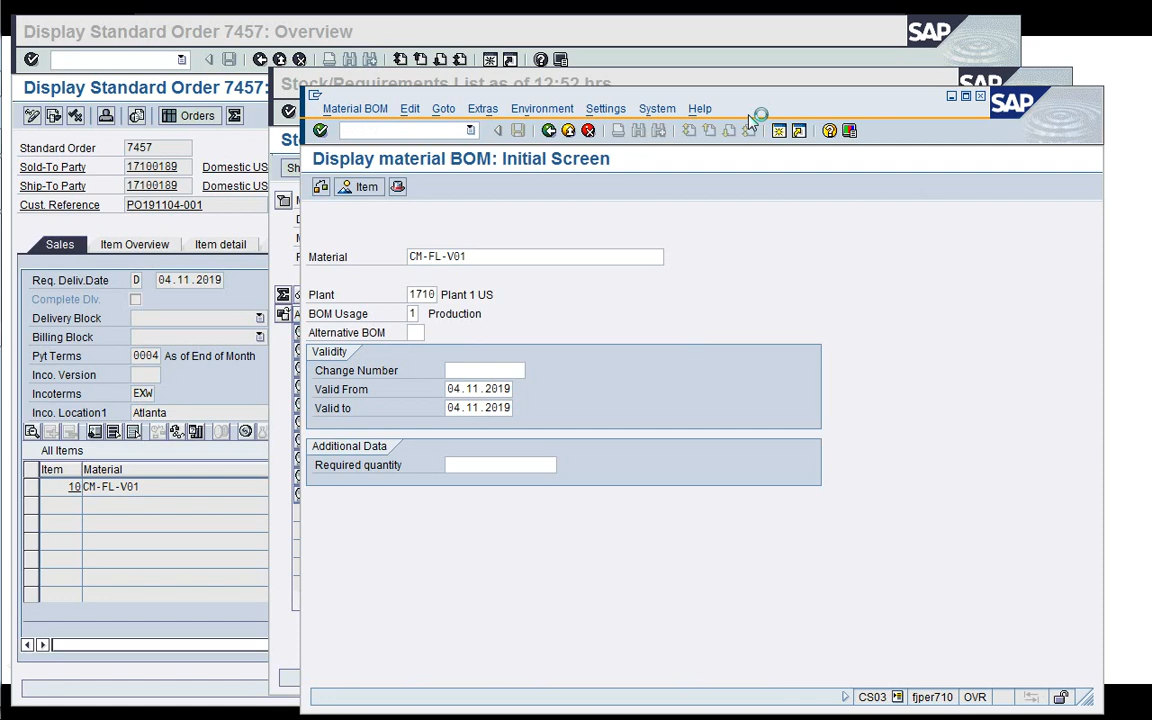 Display Standard Order 7457: Overview
SAP
Display Standard Order 7457:
Orders
Standard Order 7457
Sold-To Party 17100189 Domestic US
Ship-To Party 17100189 Domestic US
Cust. Reference PO191104-001
Sales Item Overview Item detail
Req. Deliv.Date D 04.11.2019
Complete Dlv.
Delivery Block
Billing Block
Pyt Terms 0004 As of End of Month
Inco. Version
Incoterms EXW
Inco. Location1 Atlanta
All Items
Item Material
10 CM-FL-V01
Stock/Requirements List as of 12:52 hrs
SAP
Sto
Sh
Material BOM Edit Goto Extras Environment Settings System Help
SAP
Display material BOM: Initial Screen
Item
Material CM-FL-V01
Plant 1710 Plant 1 US
BOM Usage 1 Production
Alternative BOM
Validity
Change Number
Valid From 04.11.2019
Valid to 04.11.2019
Additional Data
Required quantity
CS03 fjper710 OVR